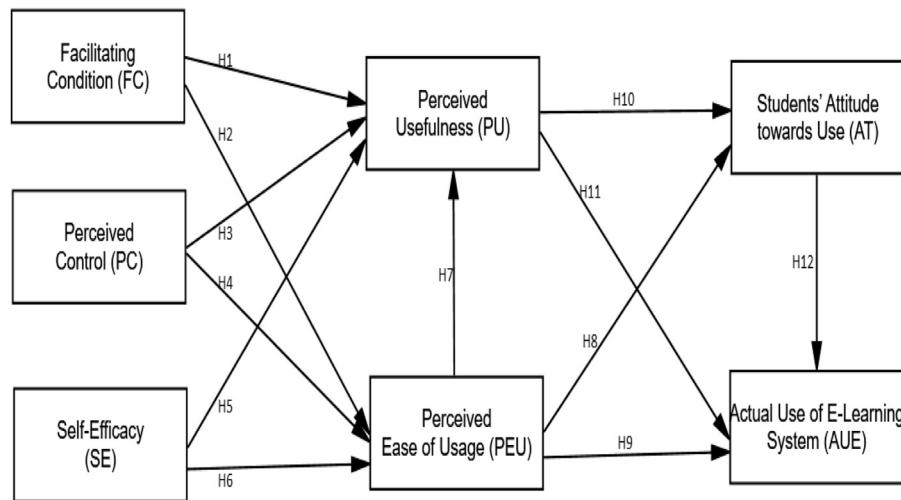 Facilitating
Condition (FC)
H1
H2
Perceived
Usefulness (PU)
H10
Students' Attitude
towards Use (AT)
H11
Perceived
Control (PC)
H3
H4
H7
H12
H8
H5
Self-Efficacy
(SE)
H6
Perceived
Ease of Usage (PEU)
H9
Actual Use of E-Learning
System (AUE)